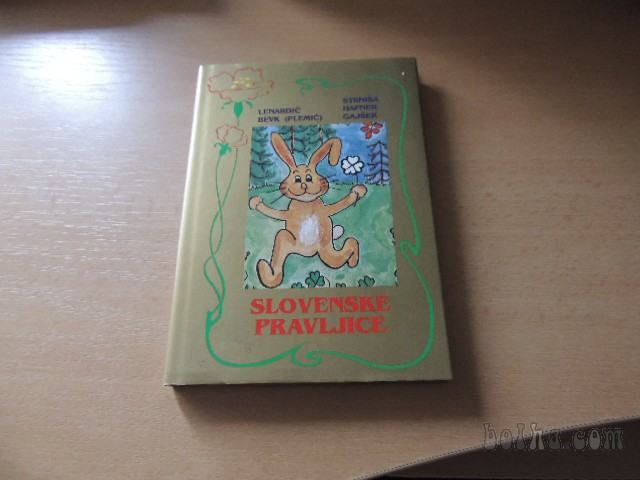 LENARDIČ
BEVK (PLEMIČ)
STRNIŠA
HAFNER
GAJŠEK
SLOVENSKE
PRAVLJICE
bolha.com